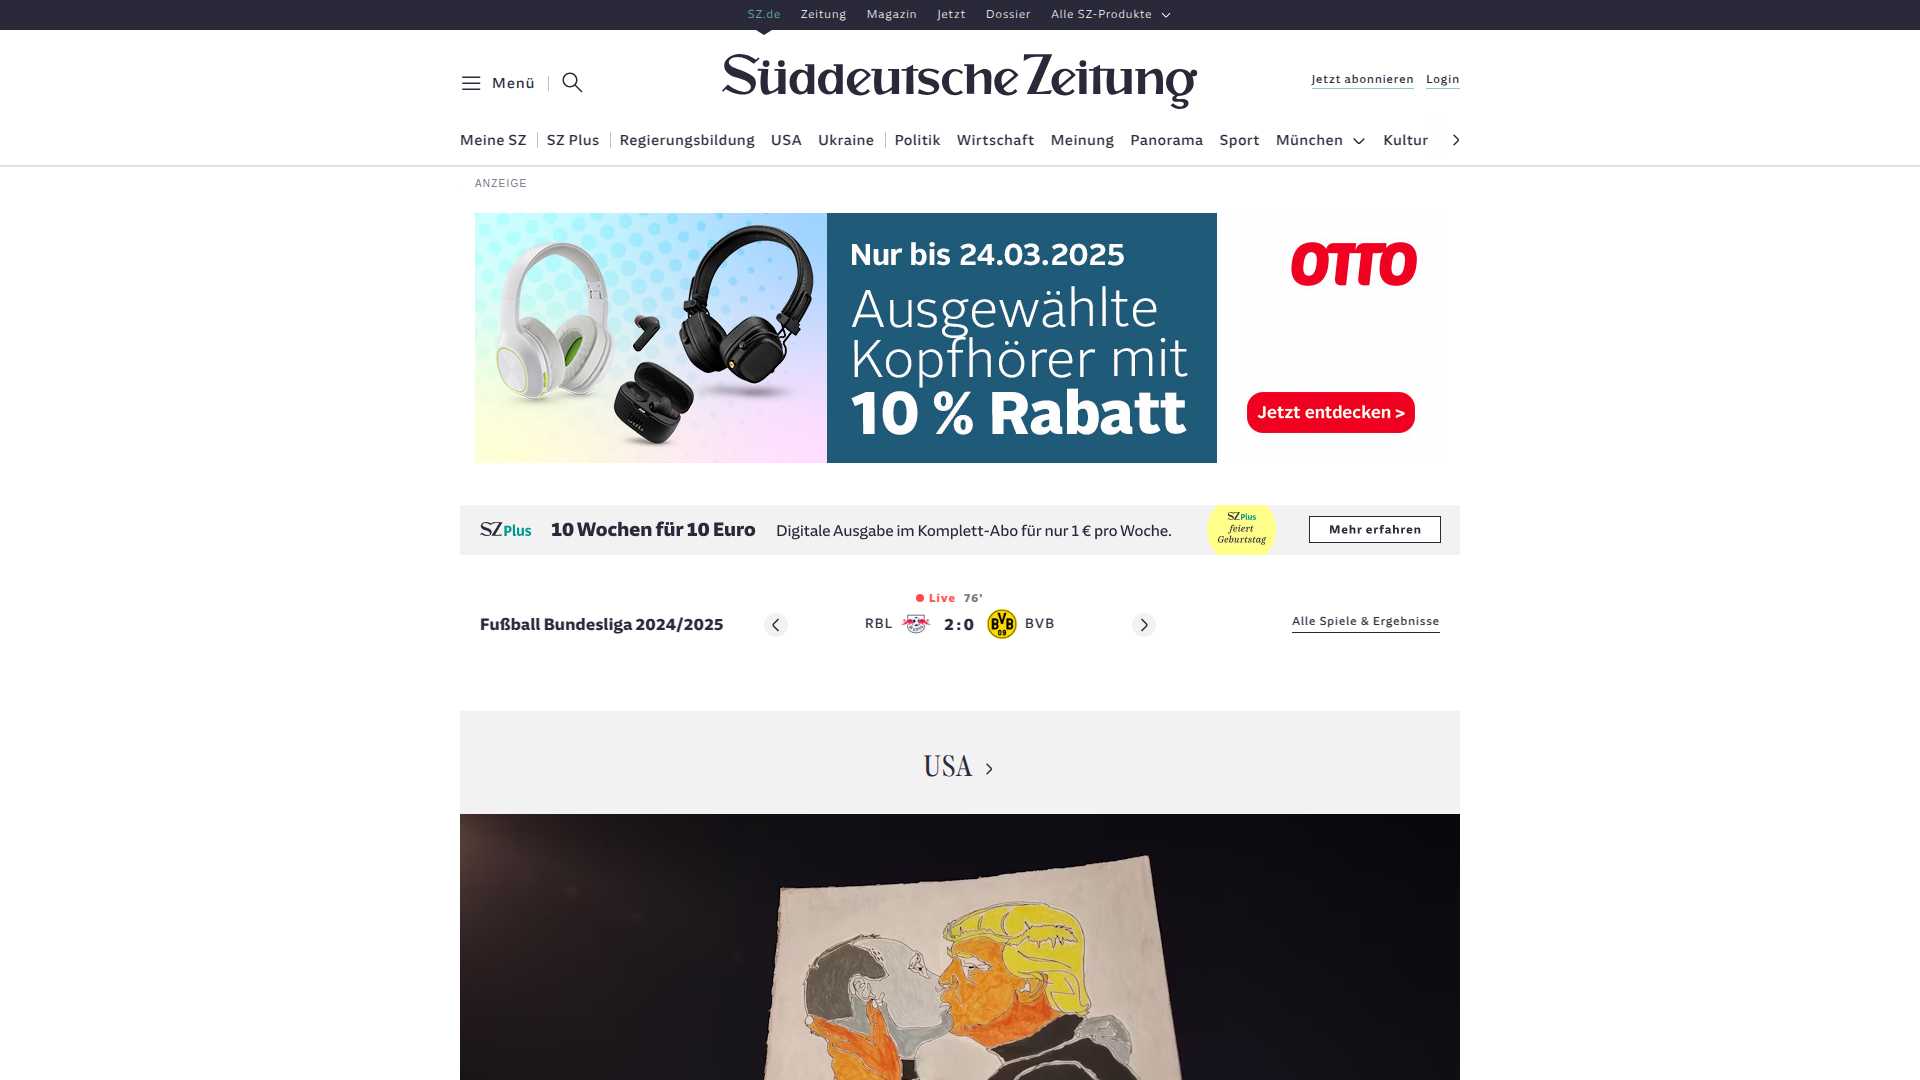 SZ.de Zeitung Magazin Jetzt Dossier Alle SZ-Produkte
Menü
Süddeutsche Zeitung
Jetzt abonnieren Login
Meine SZ SZ Plus Regierungsbildung USA Ukraine Politik Wirtschaft Meinung Panorama Sport München Kultur
ANZEIGE
Nur bis 24.03.2025
Ausgewählte
Kopfhörer mit
10 % Rabatt
OTTO
Jetzt entdecken >
SZ Plus 10 Wochen für 10 Euro Digitale Ausgabe im Komplett-Abo für nur 1 € pro Woche.
SZ Plus
feiert
Geburtstag
Mehr erfahren
Live 76'
Fußball Bundesliga 2024/2025
RBL 2:0 BVB 09 BVB
Alle Spiele & Ergebnisse
USA